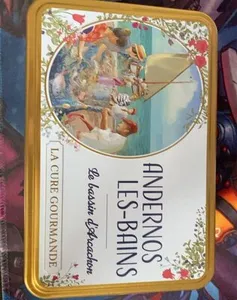 ANDERNOS
LES-BAINS
Le bassin d'Arcachon
LA CURE GOURMANDE